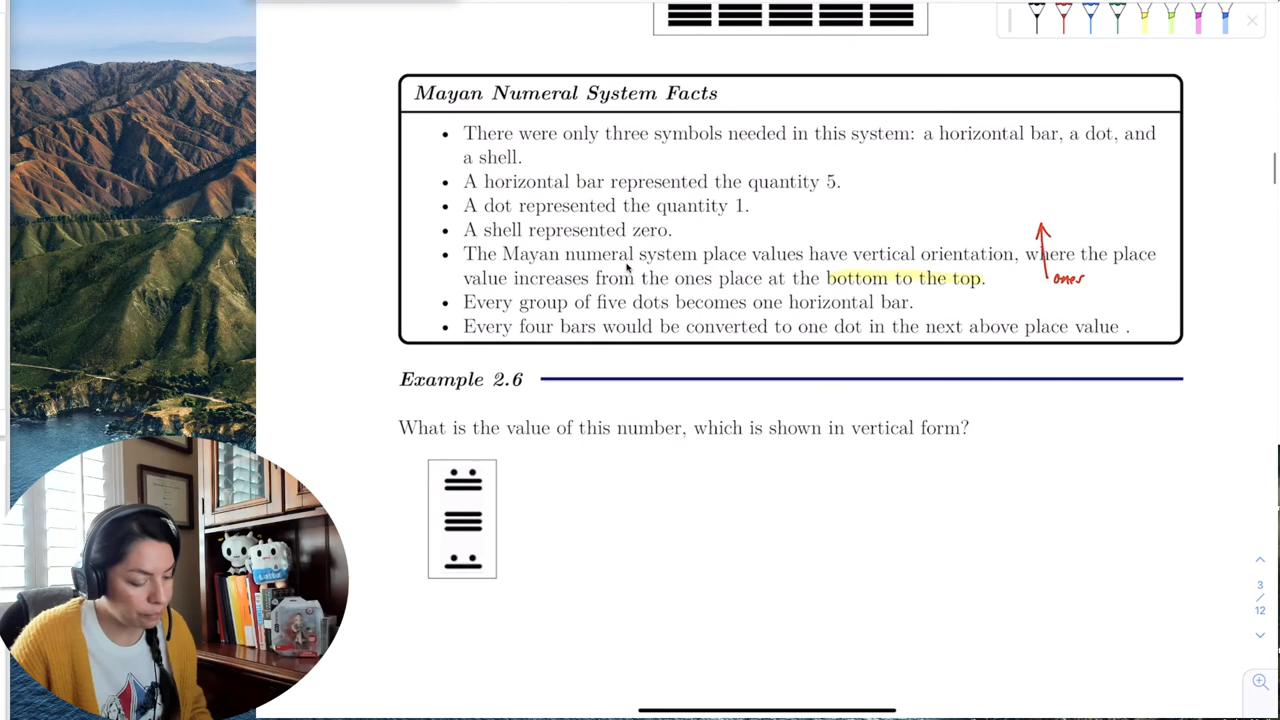 Mayan Numeral System Facts
• There were only three symbols needed in this system: a horizontal bar, a dot, and
a shell.
• A horizontal bar represented the quantity 5.
• A dot represented the quantity 1.
• A shell represented zero.
• The Mayan numeral system place values have vertical orientation, where the place
value increases from the ones place at the bottom to the top.
ones
• Every group of five dots becomes one horizontal bar.
• Every four bars would be converted to one dot in the next above place value .
Example 2.6
What is the value of this number, which is shown in vertical form?
3
/
12